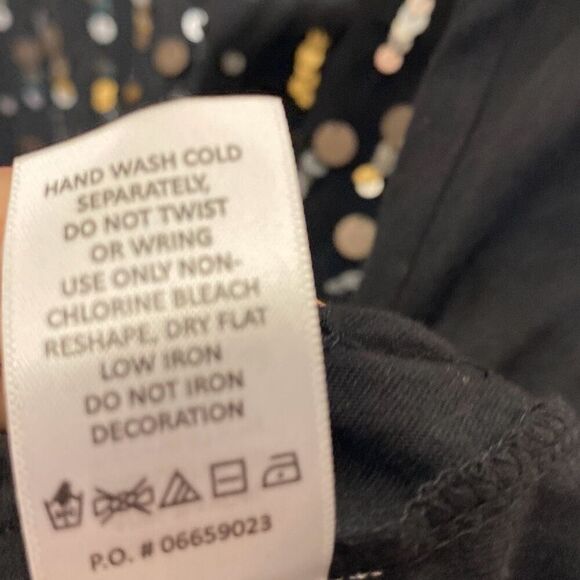 HAND WASH COLD
SEPARATELY,
DO NOT TWIST
OR WRING
USE ONLY NON-
CHLORINE BLEACH
RESHAPE, DRY FLAT
LOW IRON
DO NOT IRON
DECORATION
P.O. # 06659023